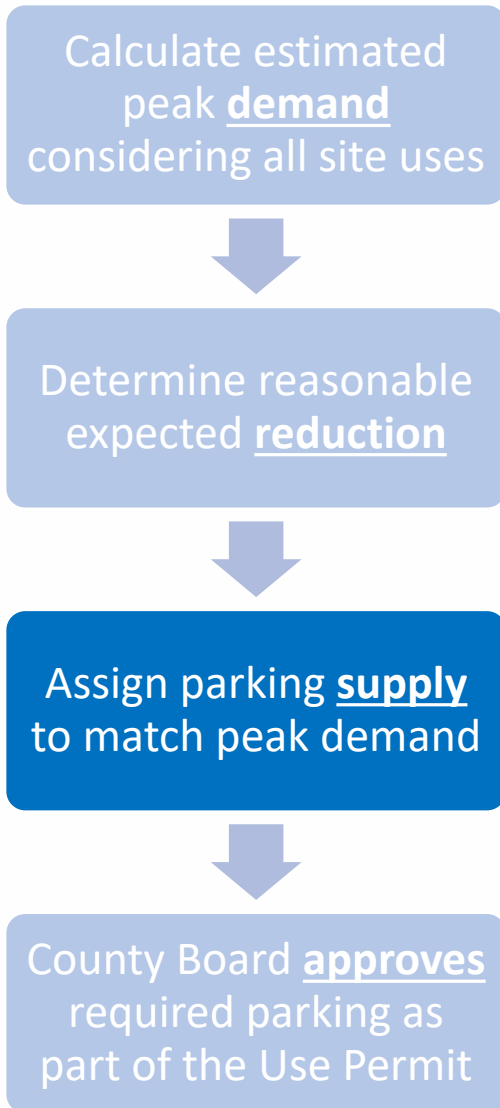 Calculate estimated
peak demand
considering all site uses
Determine reasonable
expected reduction
Assign parking supply
to match peak demand
County Board approves
required parking as
part of the Use Permit